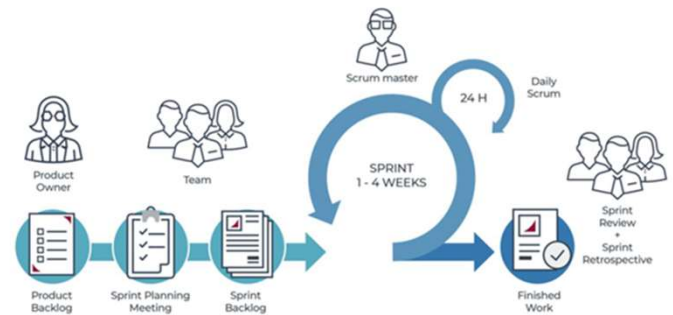 Scrum master
24 H
Daily
Scrum
Product
Owner
Team
SPRINT
1 - 4 WEEKS
Sprint
Review
+
Sprint
Retrospective
Product
Backlog
Sprint Planning
Meeting
Sprint
Backlog
Finished
Work